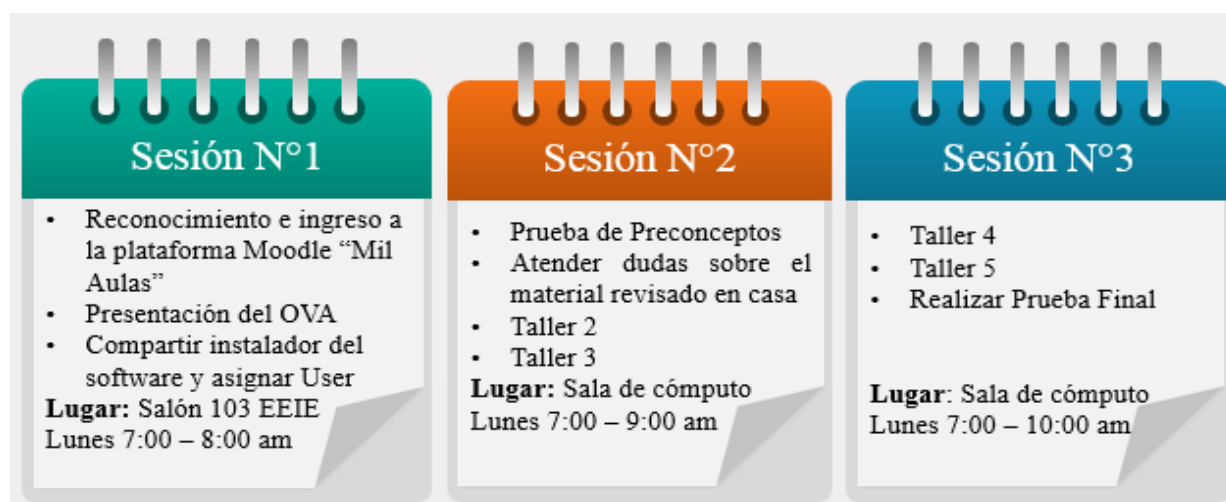 Sesión N°1
• Reconocimiento e ingreso a
la plataforma Moodle “Mil
Aulas”
• Presentación del OVA
• Compartir instalador del
software y asignar User
Lugar: Salón 103 EEIE
Lunes 7:00 – 8:00 am
Sesión N°2
• Prueba de Preconceptos
• Atender dudas sobre el
material revisado en casa
• Taller 2
• Taller 3
Lugar: Sala de cómputo
Lunes 7:00 – 9:00 am
Sesión N°3
• Taller 4
• Taller 5
• Realizar Prueba Final
Lugar: Sala de cómputo
Lunes 7:00 – 10:00 am